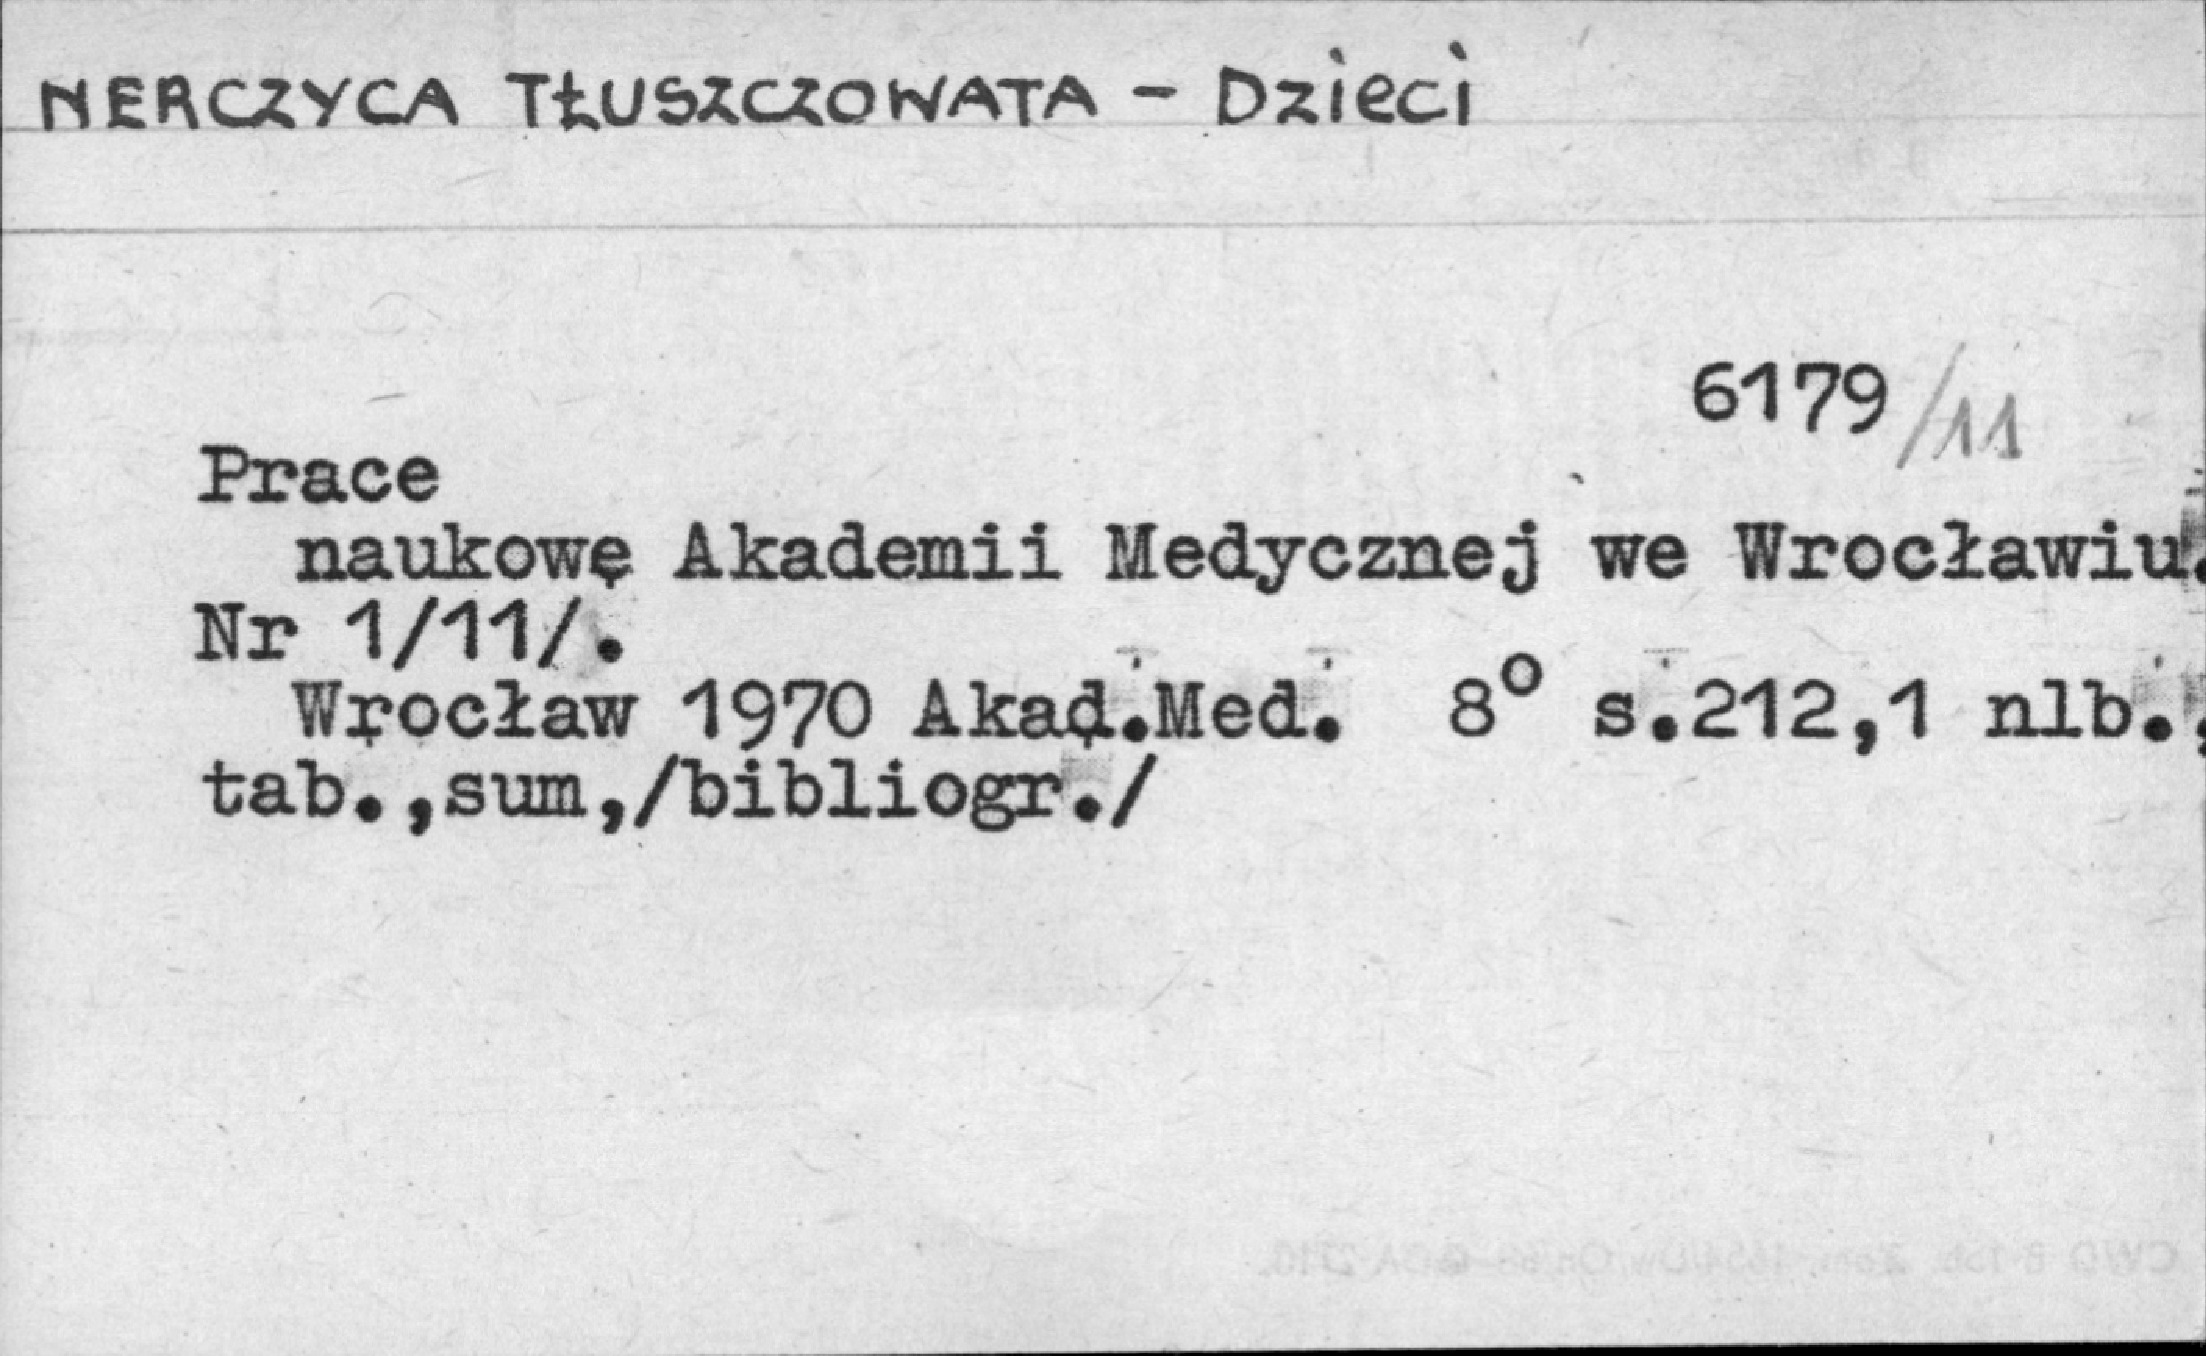 NERCZYCA TŁUSZCZOWATA - Dzieci
6179/11
Prace
naukowę Akademii Medycznej we Wrocławiu.
Nr 1/11/.
Wrocław 1970 Akad.Med. 8° s.212,1 nlb.,
tab.,sum,/bibliogr./